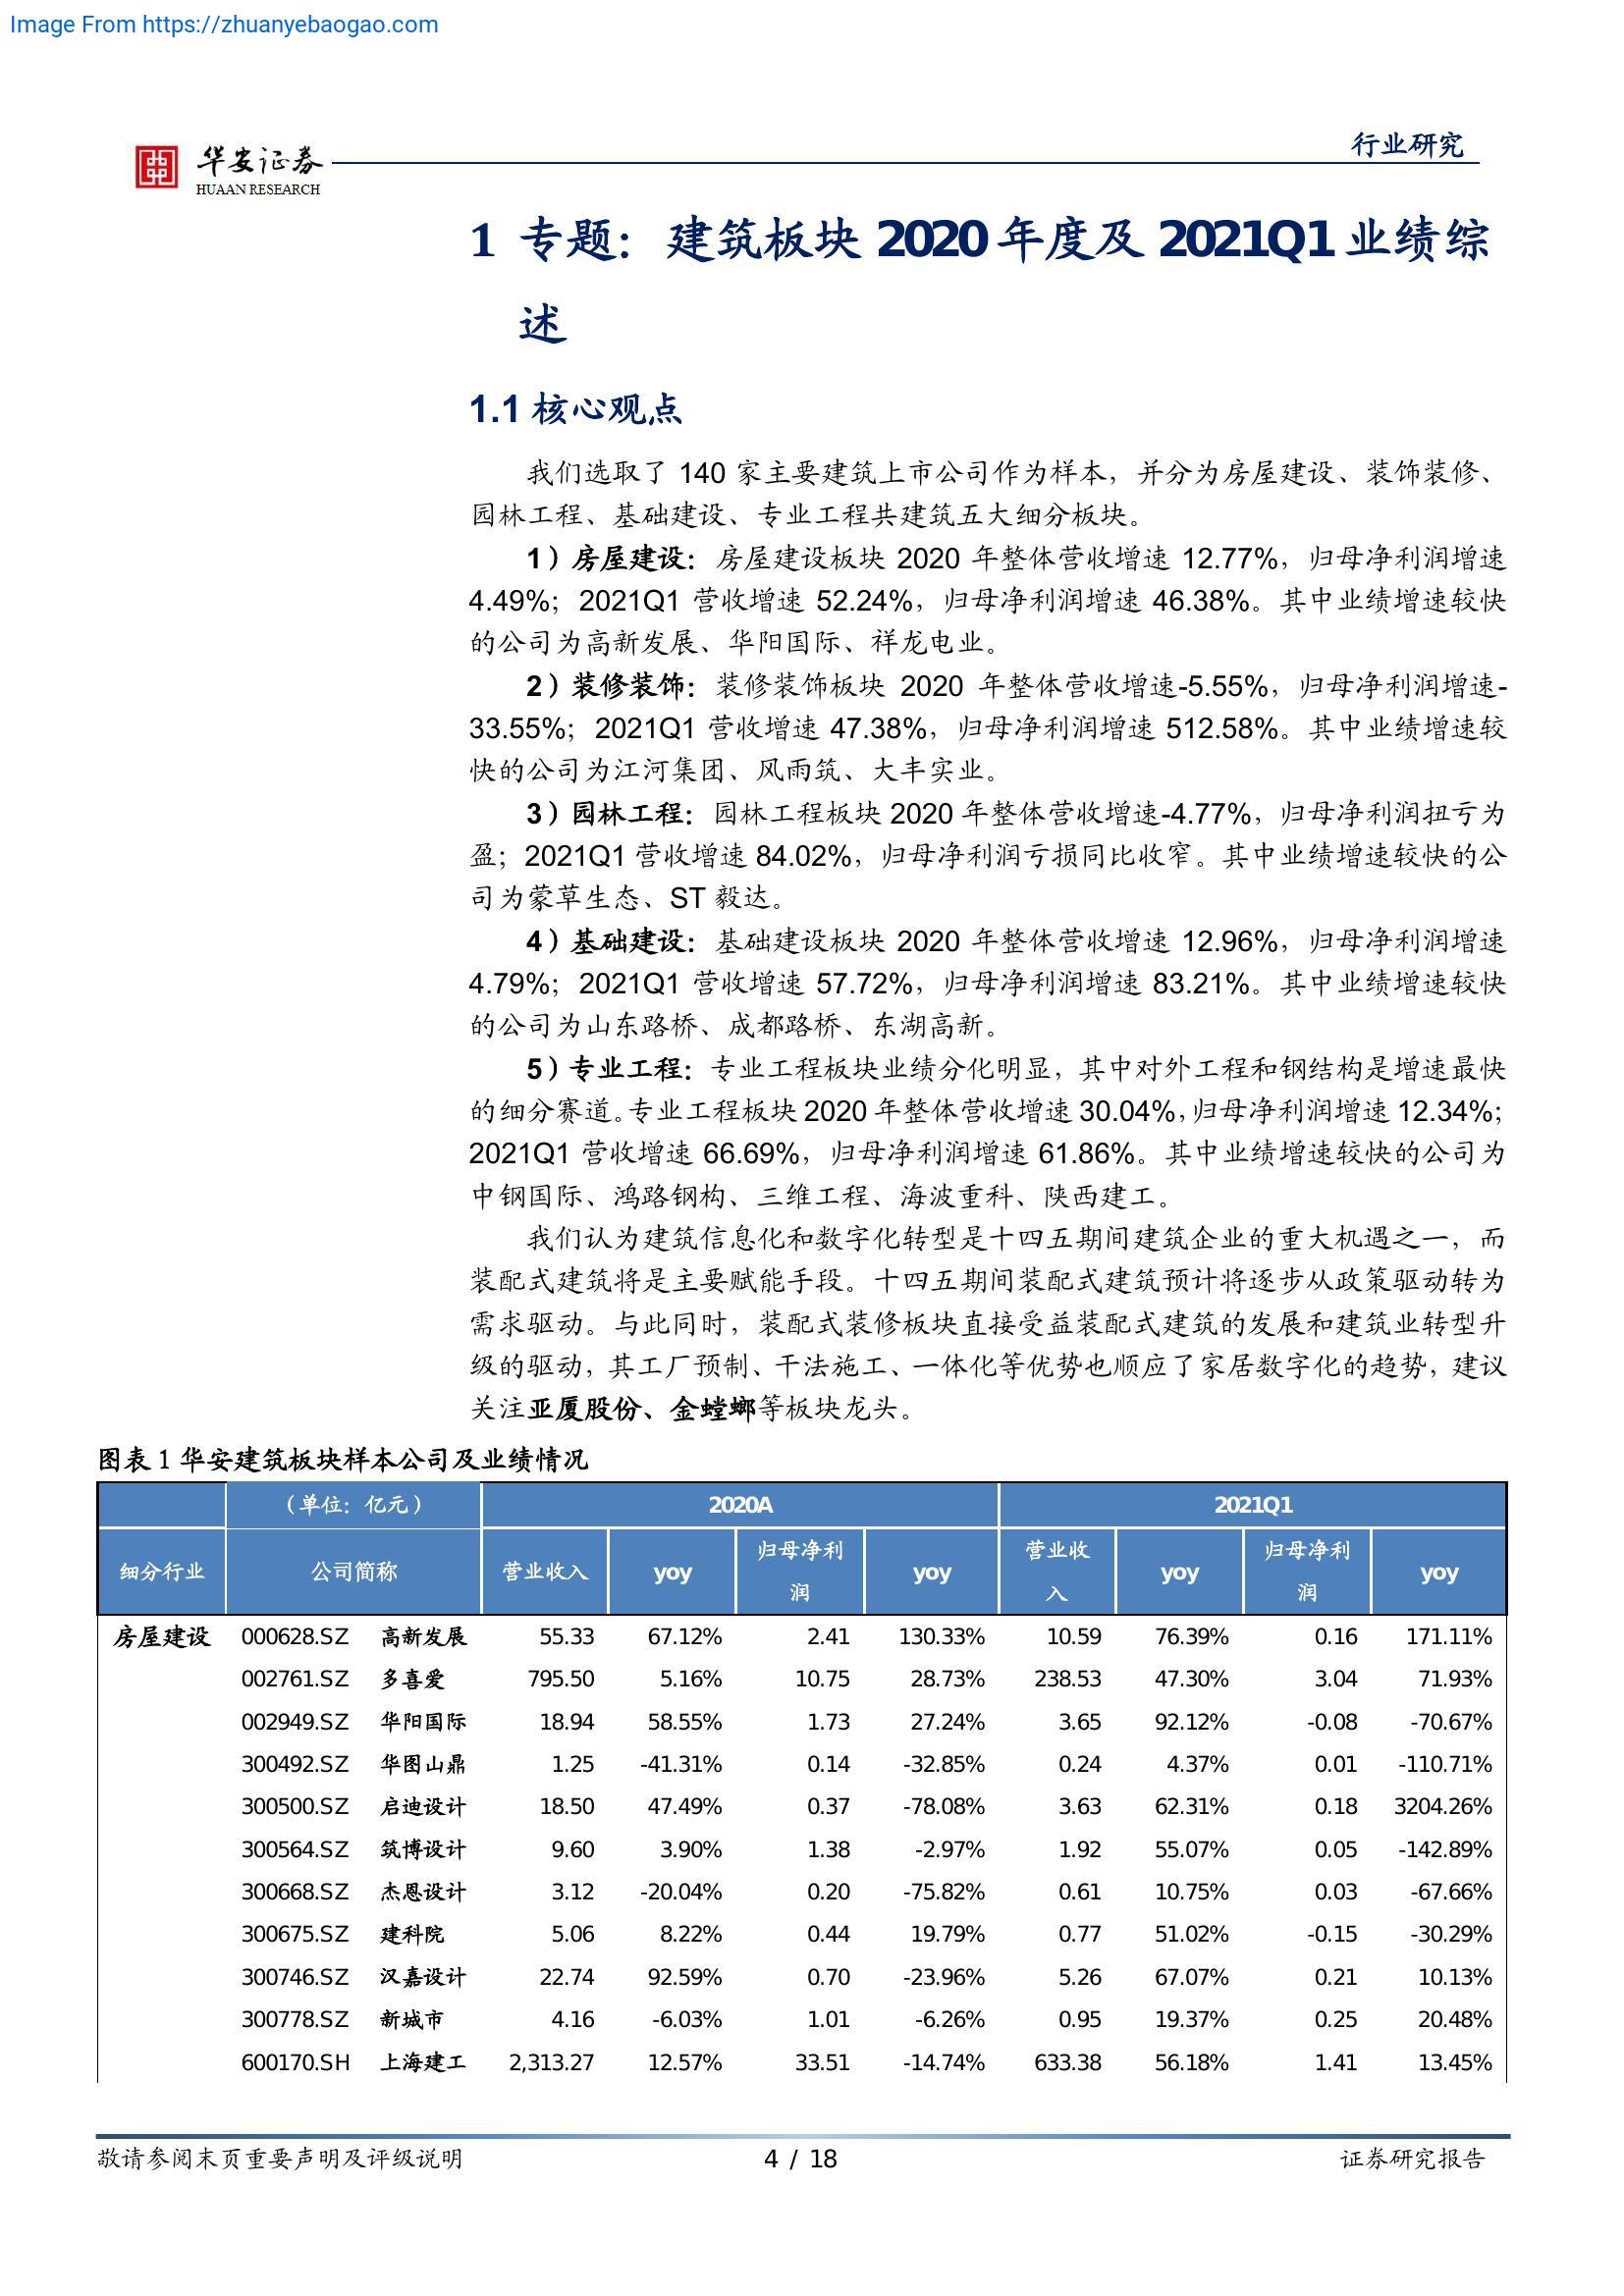 Image From https://zhuanyebaogao.com
华安证券
HUAAN RESEARCH
行业研究
1 专题：建筑板块 2020 年度及 2021Q1 业绩综
述
1.1 核心观点
我们选取了 140 家主要建筑上市公司作为样本，并分为房屋建设、装饰装修、
园林工程、基础建设、专业工程共建筑五大细分板块。
1）房屋建设：房屋建设板块 2020 年整体营收增速 12.77%，归母净利润增速
4.49%；2021Q1 营收增速 52.24%，归母净利润增速 46.38%。其中业绩增速较快
的公司为高新发展、华阳国际、祥龙电业。
2）装修装饰：装修装饰板块 2020 年整体营收增速-5.55%，归母净利润增速-
33.55%；2021Q1 营收增速 47.38%，归母净利润增速 512.58%。其中业绩增速较
快的公司为江河集团、风雨筑、大丰实业。
3）园林工程：园林工程板块 2020 年整体营收增速-4.77%，归母净利润扭亏为
盈；2021Q1 营收增速 84.02%，归母净利润亏损同比收窄。其中业绩增速较快的公
司为蒙草生态、ST 毅达。
4）基础建设：基础建设板块 2020 年整体营收增速 12.96%，归母净利润增速
4.79%；2021Q1 营收增速 57.72%，归母净利润增速 83.21%。其中业绩增速较快
的公司为山东路桥、成都路桥、东湖高新。
5）专业工程：专业工程板块业绩分化明显，其中对外工程和钢结构是增速最快
的细分赛道。专业工程板块 2020 年整体营收增速 30.04%，归母净利润增速 12.34%；
2021Q1 营收增速 66.69%，归母净利润增速 61.86%。其中业绩增速较快的公司为
中钢国际、鸿路钢构、三维工程、海波重科、陕西建工。
我们认为建筑信息化和数字化转型是十四五期间建筑企业的重大机遇之一，而
装配式建筑将是主要赋能手段。十四五期间装配式建筑预计将逐步从政策驱动转为
需求驱动。与此同时，装配式装修板块直接受益装配式建筑的发展和建筑业转型升
级的驱动，其工厂预制、干法施工、一体化等优势也顺应了家居数字化的趋势，建议
关注亚厦股份、金螳螂等板块龙头。
图表 1 华安建筑板块样本公司及业绩情况
（单位：亿元） 2020A 2021Q1
细分行业 公司简称 营业收入 yoy 归母净利润 yoy 营业收入 yoy 归母净利润 yoy
房屋建设 000628.SZ 高新发展 55.33 67.12% 2.41 130.33% 10.59 76.39% 0.16 171.11%
002761.SZ 多喜爱 795.50 5.16% 10.75 28.73% 238.53 47.30% 3.04 71.93%
002949.SZ 华阳国际 18.94 58.55% 1.73 27.24% 3.65 92.12% -0.08 -70.67%
300492.SZ 华图山鼎 1.25 -41.31% 0.14 -32.85% 0.24 4.37% 0.01 -110.71%
300500.SZ 启迪设计 18.50 47.49% 0.37 -78.08% 3.63 62.31% 0.18 3204.26%
300564.SZ 筑博设计 9.60 3.90% 1.38 -2.97% 1.92 55.07% 0.05 -142.89%
300668.SZ 杰恩设计 3.12 -20.04% 0.20 -75.82% 0.61 10.75% 0.03 -67.66%
300675.SZ 建科院 5.06 8.22% 0.44 19.79% 0.77 51.02% -0.15 -30.29%
300746.SZ 汉嘉设计 22.74 92.59% 0.70 -23.96% 5.26 67.07% 0.21 10.13%
300778.SZ 新城市 4.16 -6.03% 1.01 -6.26% 0.95 19.37% 0.25 20.48%
600170.SH 上海建工 2,313.27 12.57% 33.51 -14.74% 633.38 56.18% 1.41 13.45%
敬请参阅末页重要声明及评级说明 4 / 18 证券研究报告